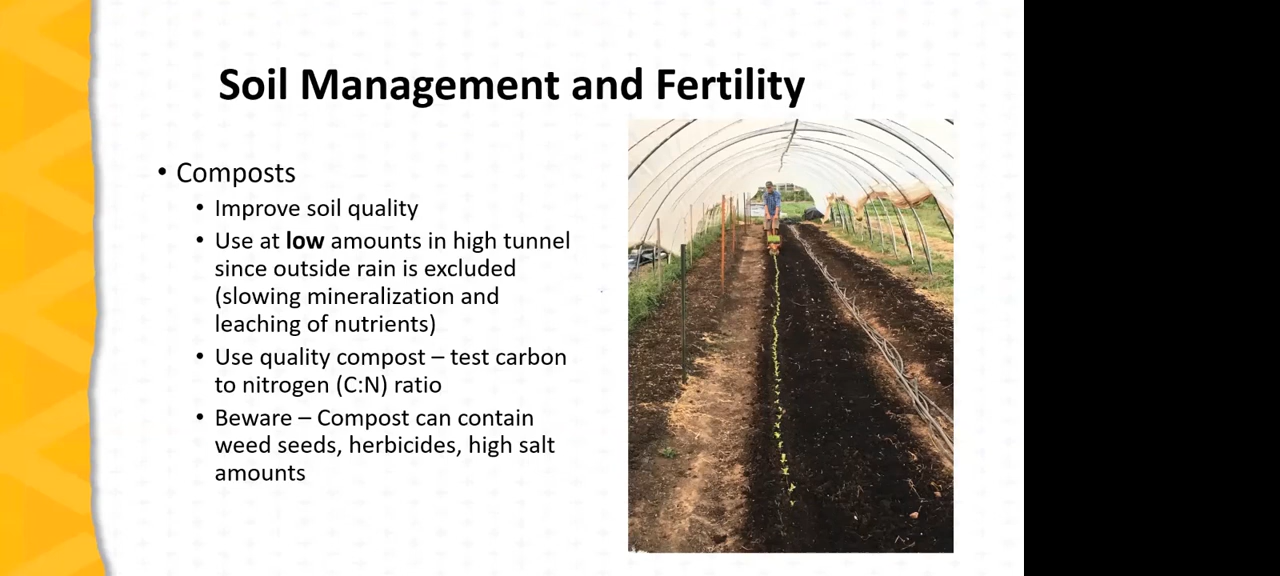 Soil Management and Fertility
• Composts
• Improve soil quality
• Use at low amounts in high tunnel
since outside rain is excluded
(slowing mineralization and
leaching of nutrients)
• Use quality compost – test carbon
to nitrogen (C:N) ratio
• Beware – Compost can contain
weed seeds, herbicides, high salt
amounts